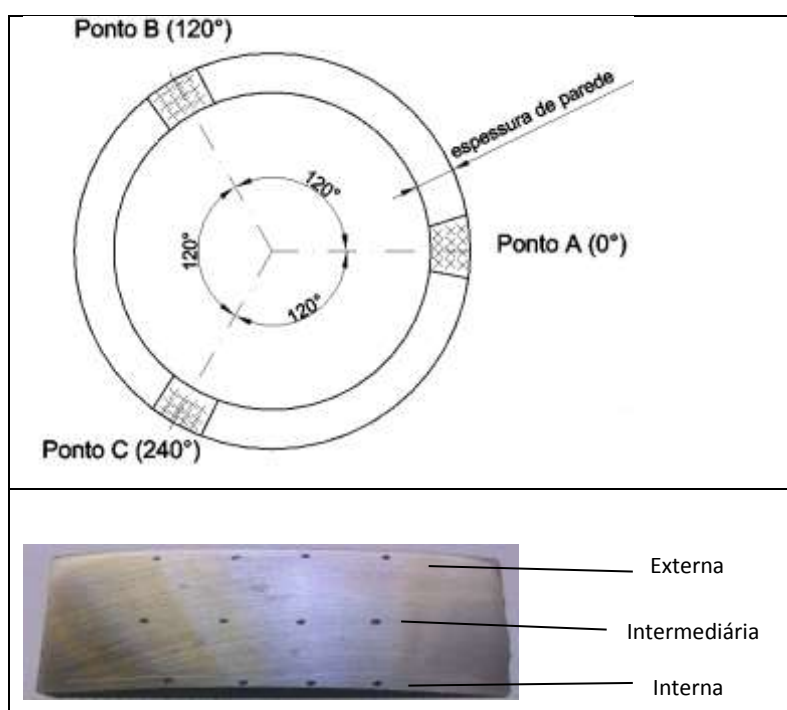 Ponto B (120°)
espessura de parede
120°
120°
Ponto A (0°)
120°
Ponto C (240°)
Externa
Intermediária
Interna